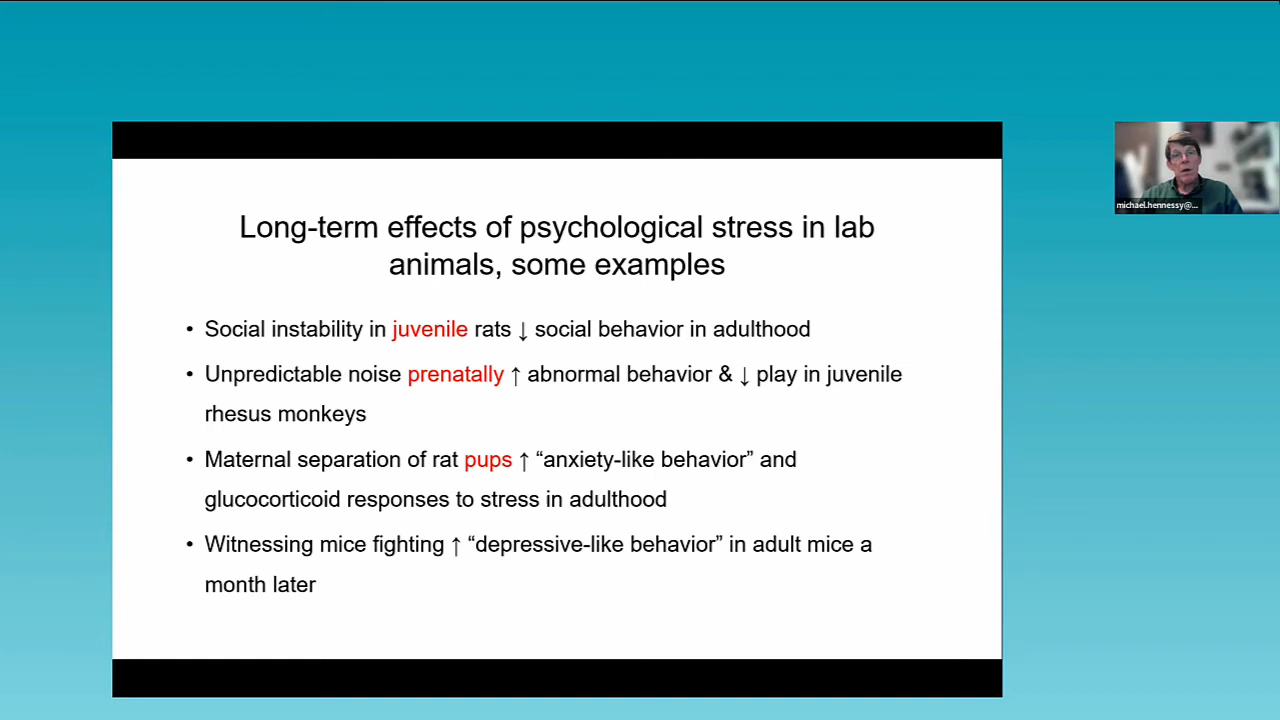 Long-term effects of psychological stress in lab
animals, some examples
• Social instability in juvenile rats ↓ social behavior in adulthood
• Unpredictable noise prenatally ↑ abnormal behavior & ↓ play in juvenile
rhesus monkeys
• Maternal separation of rat pups ↑ “anxiety-like behavior” and
glucocorticoid responses to stress in adulthood
• Witnessing mice fighting ↑ “depressive-like behavior” in adult mice a
month later
michael.hennessy@...